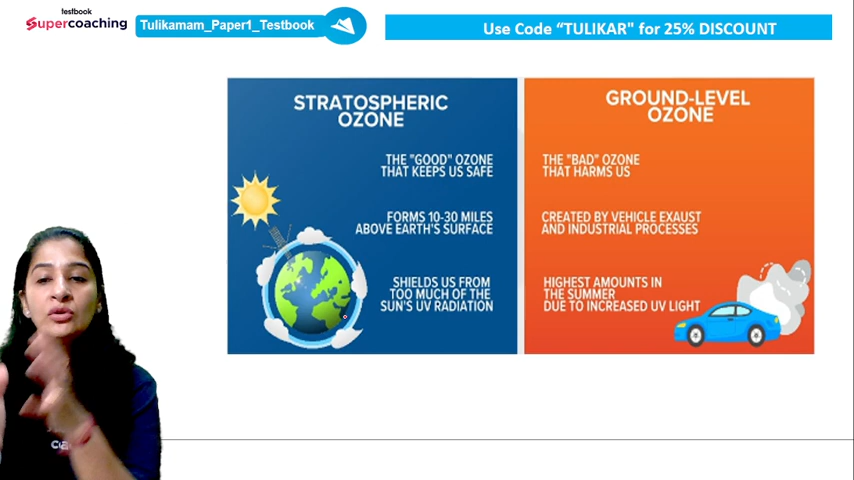 testbook
Supercoaching
Tulikamam_Paper1_Testbook
Use Code “TULIKAR" for 25% DISCOUNT
STRATOSPHERIC
OZONE
THE "GOOD" OZONE
THAT KEEPS US SAFE
FORMS 10-30 MILES
ABOVE EARTH'S SURFACE
SHIELDS US FROM
TOO MUCH OF THE
SUN'S UV RADIATION
GROUND-LEVEL
OZONE
THE "BAD" OZONE
THAT HARMS US
CREATED BY VEHICLE EXAUST
AND INDUSTRIAL PROCESSES
HIGHEST AMOUNTS IN
THE SUMMER
DUE TO INCREASED UV LIGHT